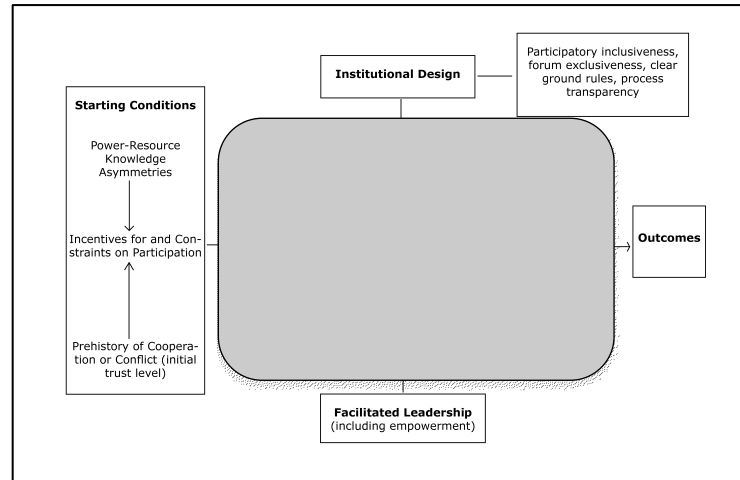 Institutional Design
Participatory inclusiveness,
forum exclusiveness, clear
ground rules, process
transparency
Starting Conditions
Power-Resource
Knowledge
Asymmetries
Incentives for and Con-
straints on Participation
Prehistory of Coopera-
tion or Conflict (initial
trust level)
Outcomes
Facilitated Leadership
(including empowerment)